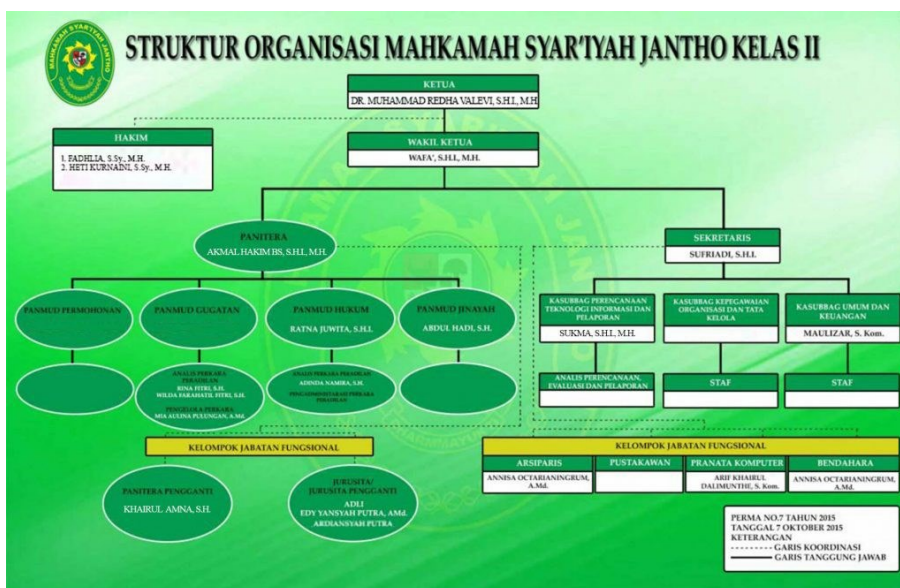 STRUKTUR ORGANISASI MAHKAMAH SYAR'IYAH JANTHO KELAS II
MAHKAMAH SYAR'IYAH JANTHO
KETUA
DR. MUHAMMAD REDHA VALEVI, S.H.I., M.H
HAKIM
1. FADHLIA, S.Sy., M.H.
2. HETI KURNAINI, S.Sy., M.H.
WAKIL KETUA
WAFA', S.H.I., M.H.
PANITERA
AKMAL HAKIM BS, S.H.I., M.H.
SEKRETARIS
SUFRIADI, S.H.I.
PANMUD PERMOHONAN
PANMUD GUGATAN
PANMUD HUKUM
RATNA JUWITA, S.H.I.
PANMUD JINAYAH
ABDUL HADI, S.H.
KASUBBAG PERENCANAAN
TEKNOLOGI INFORMASI DAN
PELAPORAN
SUKMA, S.H.I., M.H.
KASUBBAG KEPEGAWAIAN
ORGANISASI DAN TATA
KELOLA
KASUBBAG UMUM DAN
KEUANGAN
MAULIZAR, S. Kom.
ANALIS PERKARA
PERADILAN
RINA FITRI, S.H.
WILDA FARAHATIL FITRI, S.H.
PENGELOLA PERKARA
MIA AULINA PULUNGAN, A.Md.
ANALIS PERKARA PERADILAN
ADINDA NAMIRA, S.H.
PENGADMINISTRASI PERKARA
PERADILAN
ANALIS PERENCANAAN,
EVALUASI DAN PELAPORAN
STAF
STAF
KELOMPOK JABATAN FUNGSIONAL
PANITERA PENGGANTI
KHAIRUL AMNA, S.H.
JURUSITA/
JURUSITA PENGGANTI
ADLI
EDY YANSYAH PUTRA, AMd.
ARDIANSYAH PUTRA
KELOMPOK JABATAN FUNGSIONAL
ARSIPARIS
ANNISA OCTARIANINGRUM,
A.Md.
PUSTAKAWAN
PRANATA KOMPUTER
ARIF KHAIRUL
DALIMUNTHE, S. Kom.
BENDAHARA
ANNISA OCTARIANINGRUM,
A.Md.
PERMA NO.7 TAHUN 2015
TANGGAL 7 OKTOBER 2015
KETERANGAN
GARIS KOORDINASI
GARIS TANGGUNG JAWAB